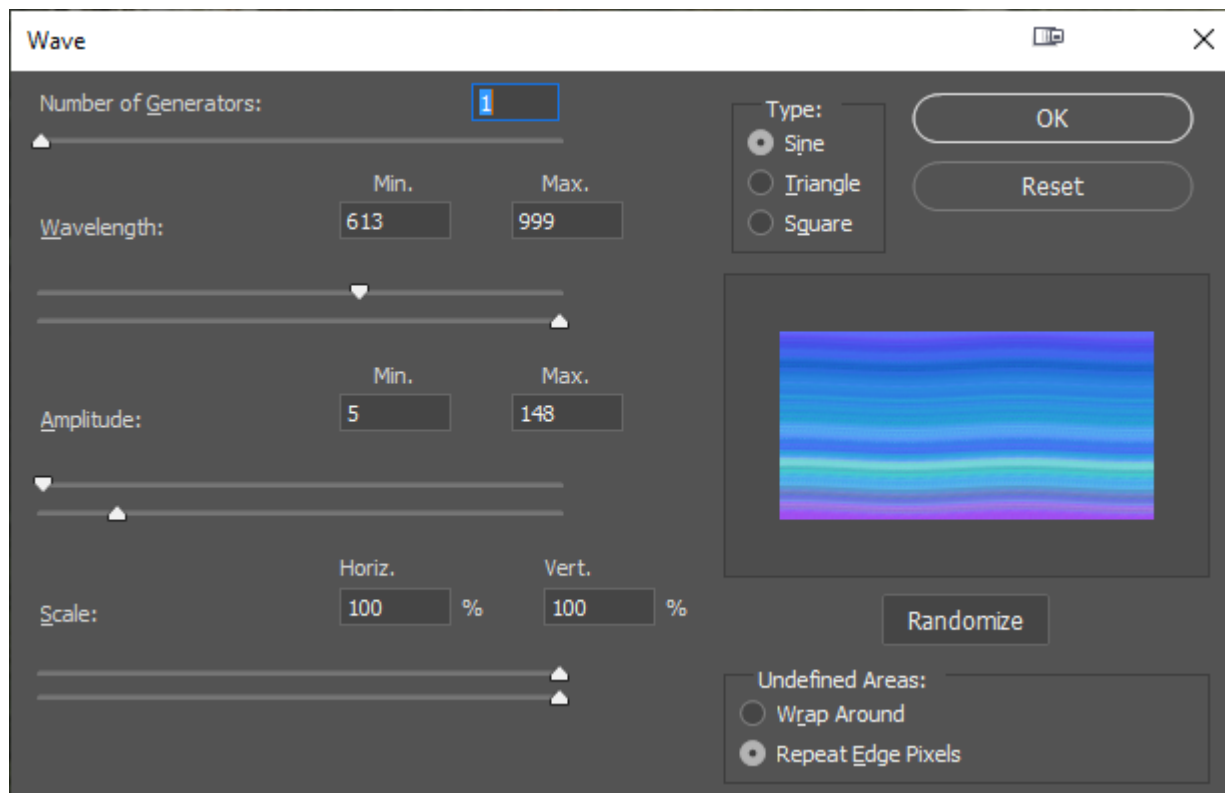 Wave
Number of Generators: 1
Type:
OK
Sine
Min. Max.
Triangle
Reset
Wavelength: 613 999
Square
Min. Max.
Amplitude: 5 148
Horiz. Vert.
Scale: 100 % 100 %
Randomize
Undefined Areas:
Wrap Around
Repeat Edge Pixels